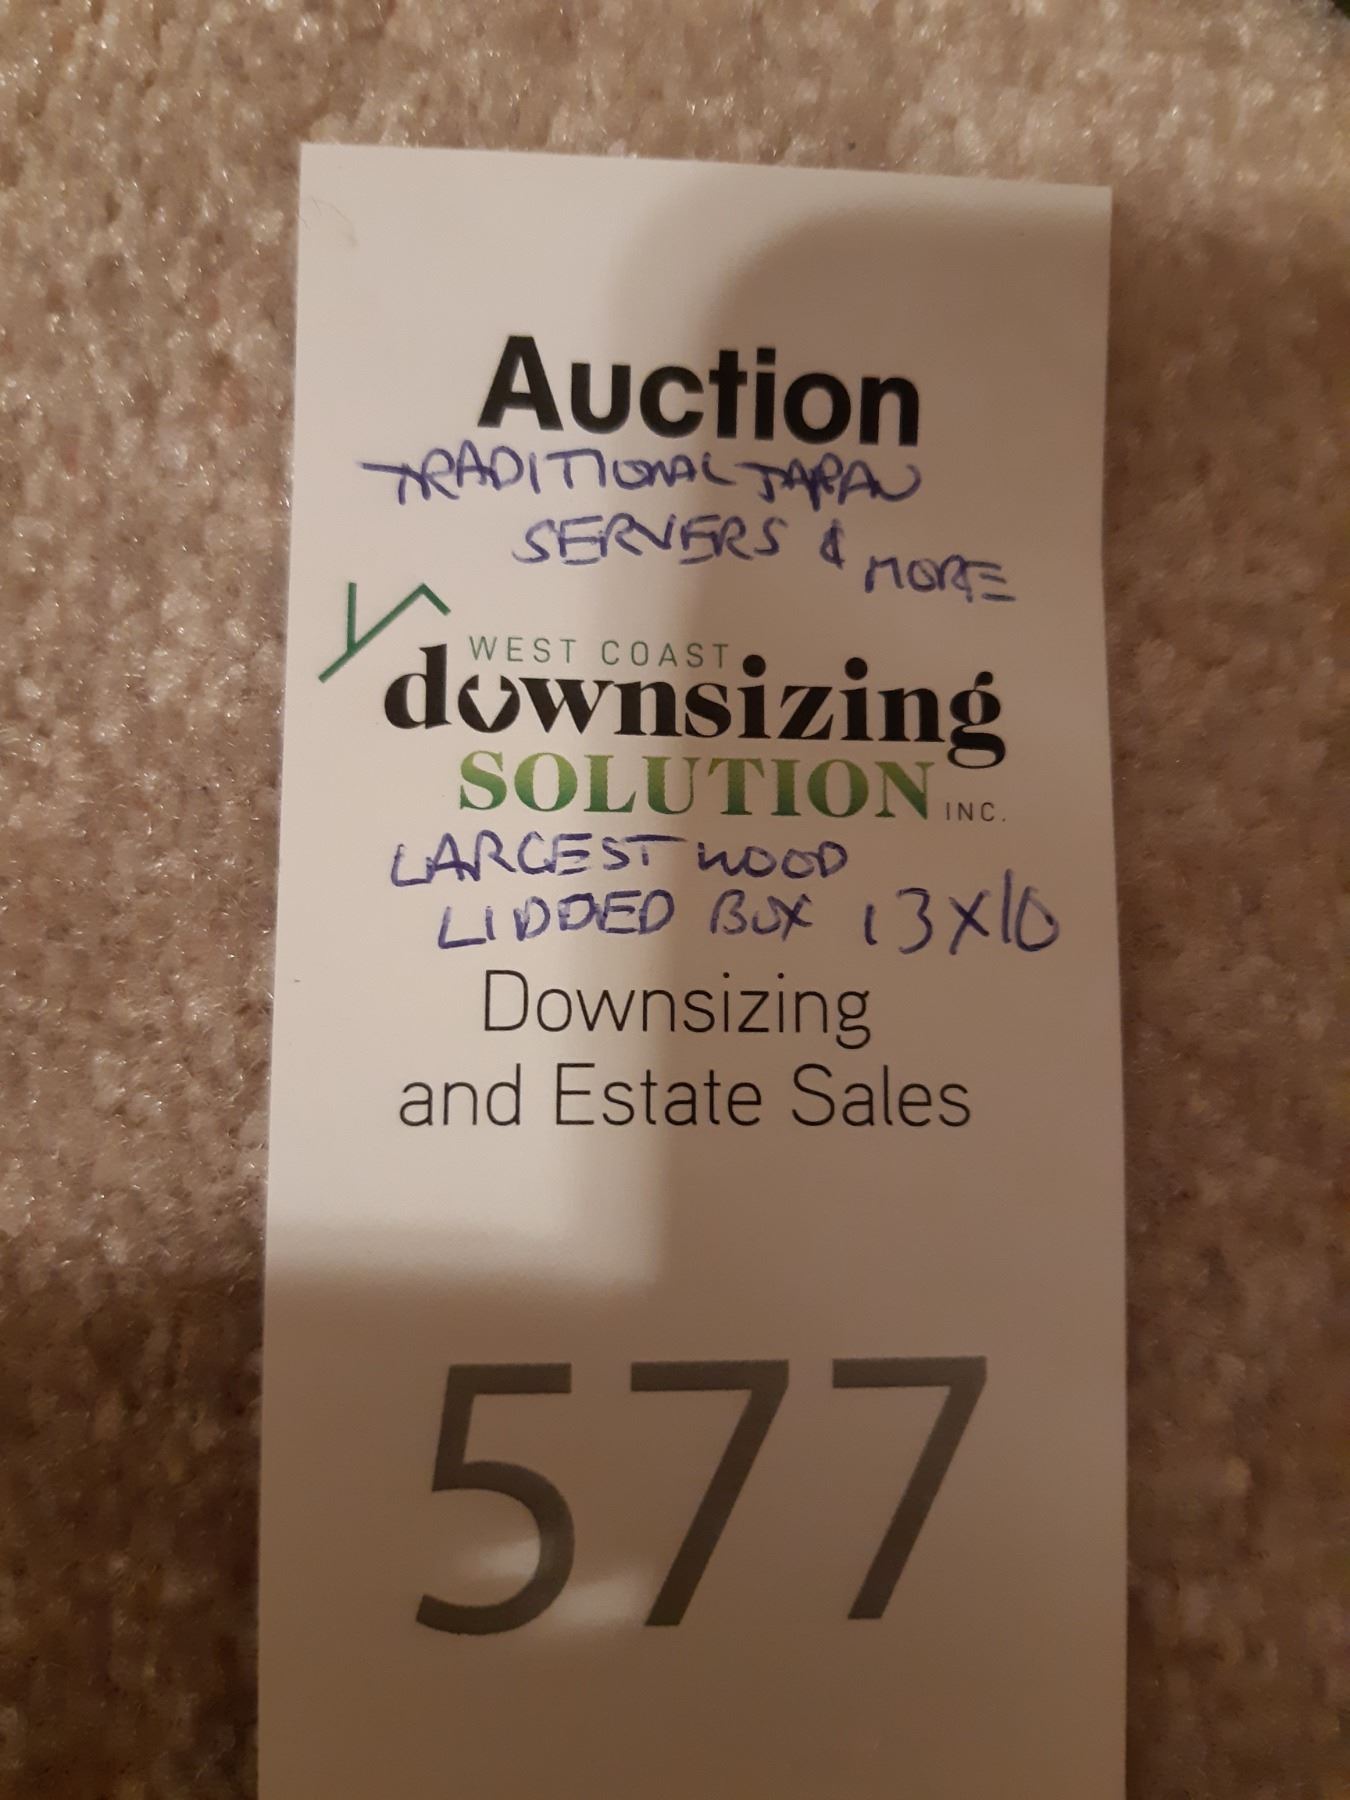 Auction
TRADITIONAL JAPAN
SERVERS & MORE
WEST COAST
downsizing
SOLUTION INC.
LARGEST WOOD
LIDDED BOX 13X10
Downsizing
and Estate Sales
577